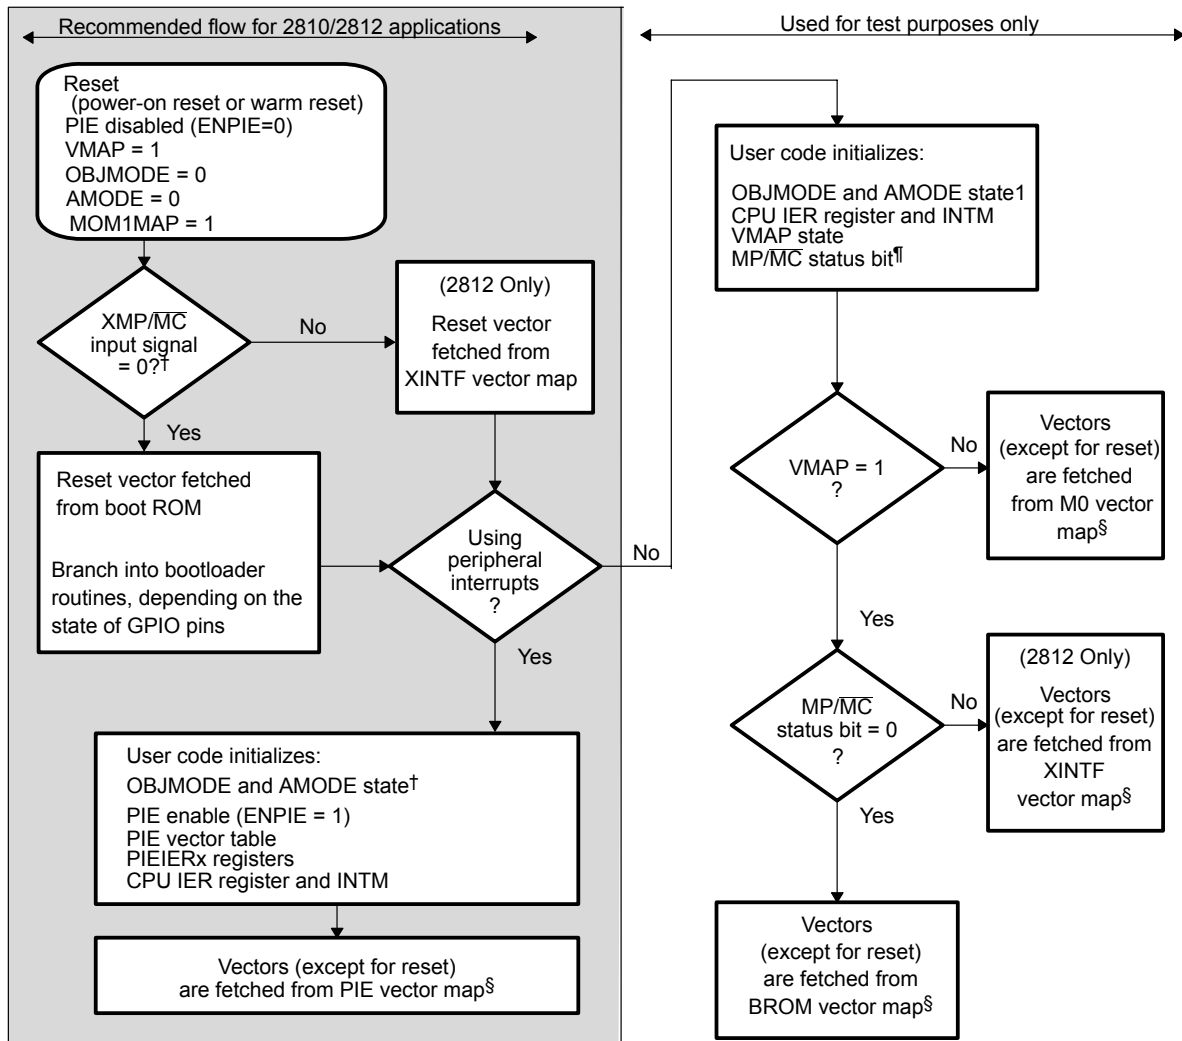 Recommended flow for 2810/2812 applications
Used for test purposes only
Reset
(power-on reset or warm reset)
PIE disabled (ENPIE=0)
VMAP = 1
OBJMODE = 0
AMODE = 0
MOM1MAP = 1
XMP/M̅C̅
input signal
= 0?†
No
Yes
(2812 Only)
Reset vector
fetched from
XINTF vector map
Reset vector fetched
from boot ROM
Branch into bootloader
routines, depending on the
state of GPIO pins
Using
peripheral
interrupts
?
No
Yes
User code initializes:
OBJMODE and AMODE state†
PIE enable (ENPIE = 1)
PIE vector table
PIEIERx registers
CPU IER register and INTM
Vectors (except for reset)
are fetched from PIE vector map§
User code initializes:
OBJMODE and AMODE state1
CPU IER register and INTM
VMAP state
MP/M̅C̅ status bit¶
VMAP = 1
?
No
Yes
Vectors
(except for reset)
are fetched
from M0 vector
map§
MP/M̅C̅
status bit = 0
?
No
Yes
(2812 Only)
Vectors
(except for reset)
are fetched from
XINTF
vector map§
Vectors
(except for reset)
are fetched from
BROM vector map§